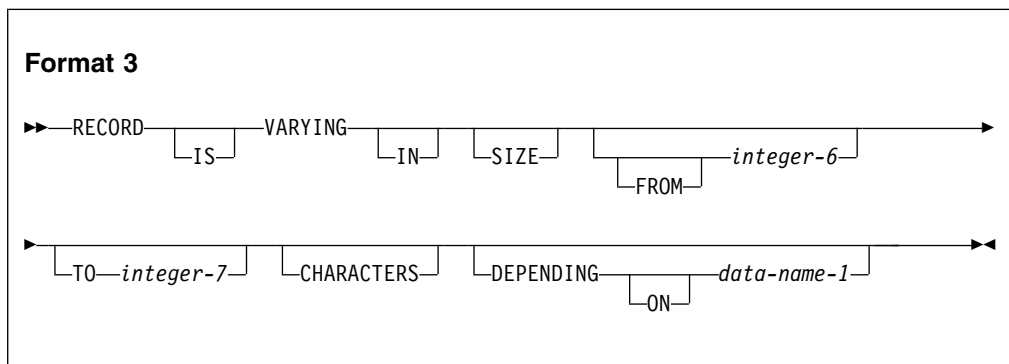 Format 3
RECORD IS VARYING IN SIZE FROM integer-6
TO integer-7 CHARACTERS DEPENDING ON data-name-1